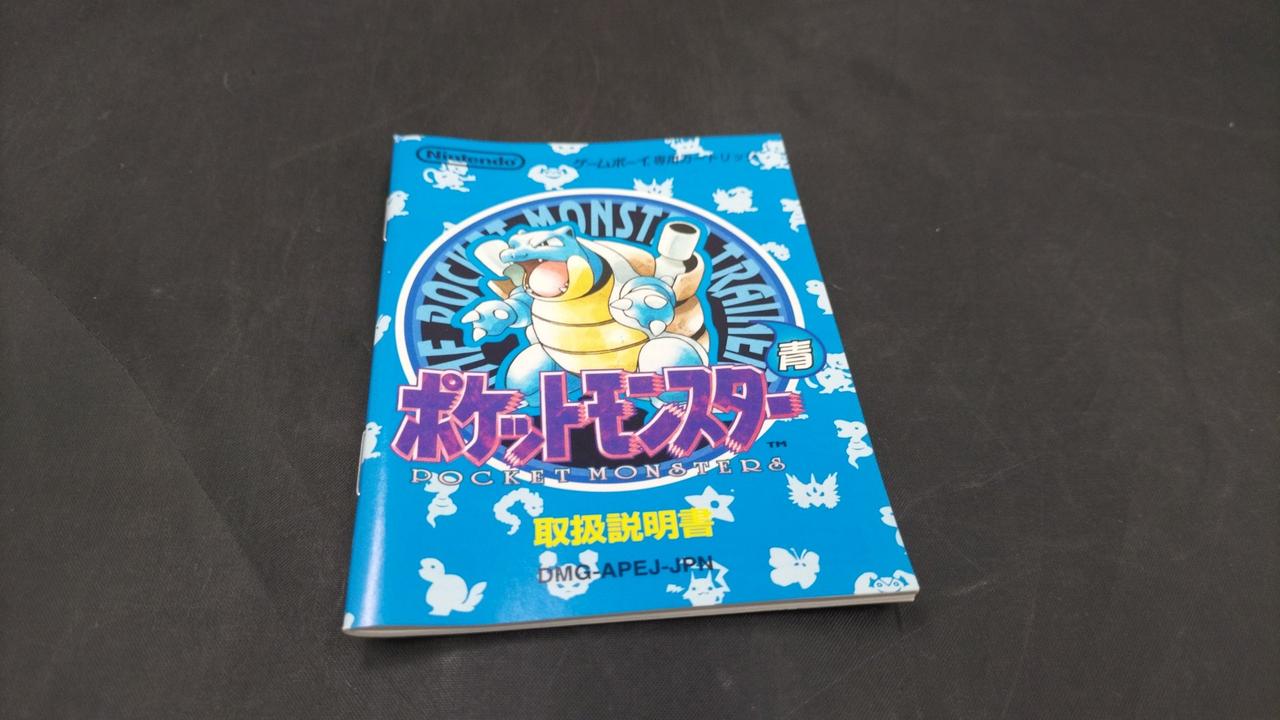 Nintendo
ゲームボーイ専用カートリッジ
THE POCKET MONSTER TRAINER
青
ポケットモンスター
TM
POCKET MONSTERS
取扱説明書
DMG-APEJ-JPN